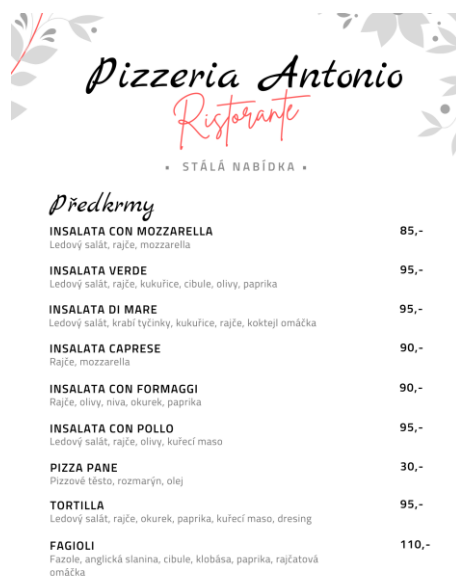 Pizzeria Antonio
Ristorante
• STÁLÁ NABÍDKA •
Předkrmy
INSALATA CON MOZZARELLA 85,-
Ledový salát, rajče, mozzarella
INSALATA VERDE 95,-
Ledový salát, rajče, kukuřice, cibule, olivy, paprika
INSALATA DI MARE 95,-
Ledový salát, krabí tyčinky, kukuřice, rajče, koktejl omáčka
INSALATA CAPRESE 90,-
Rajče, mozzarella
INSALATA CON FORMAGGI 90,-
Rajče, olivy, niva, okurek, paprika
INSALATA CON POLLO 95,-
Ledový salát, rajče, olivy, kuřecí maso
PIZZA PANE 30,-
Pizzové těsto, rozmarýn, olej
TORTILLA 95,-
Ledový salát, rajče, okurek, paprika, kuřecí maso, dresing
FAGIOLI 110,-
Fazole, anglická slanina, cibule, klobása, paprika, rajčatová
omáčka